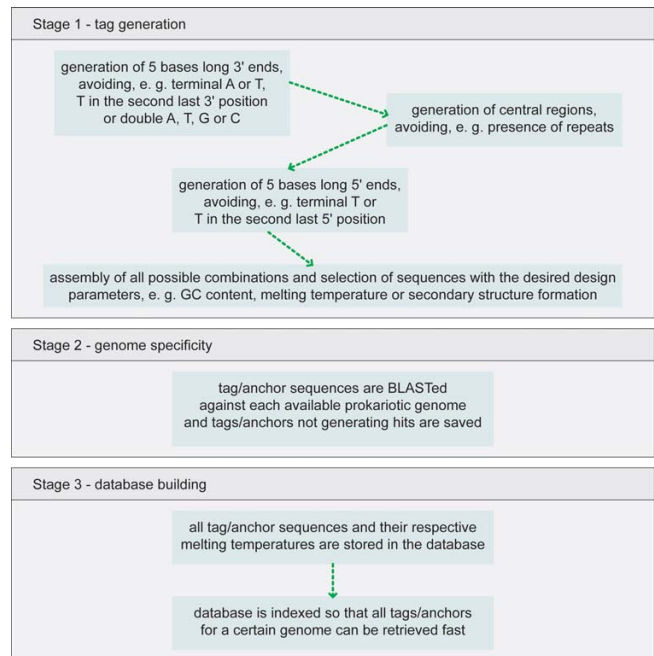 Stage 1 - tag generation
generation of 5 bases long 3' ends,
avoiding, e. g. terminal A or T,
T in the second last 3' position
or double A, T, G or C
generation of central regions,
avoiding, e. g. presence of repeats
generation of 5 bases long 5' ends,
avoiding, e. g. terminal T or
T in the second last 5' position
assembly of all possible combinations and selection of sequences with the desired design
parameters, e. g. GC content, melting temperature or secondary structure formation
Stage 2 - genome specificity
tag/anchor sequences are BLASTed
against each available prokariotic genome
and tags/anchors not generating hits are saved
Stage 3 - database building
all tag/anchor sequences and their respective
melting temperatures are stored in the database
database is indexed so that all tags/anchors
for a certain genome can be retrieved fast